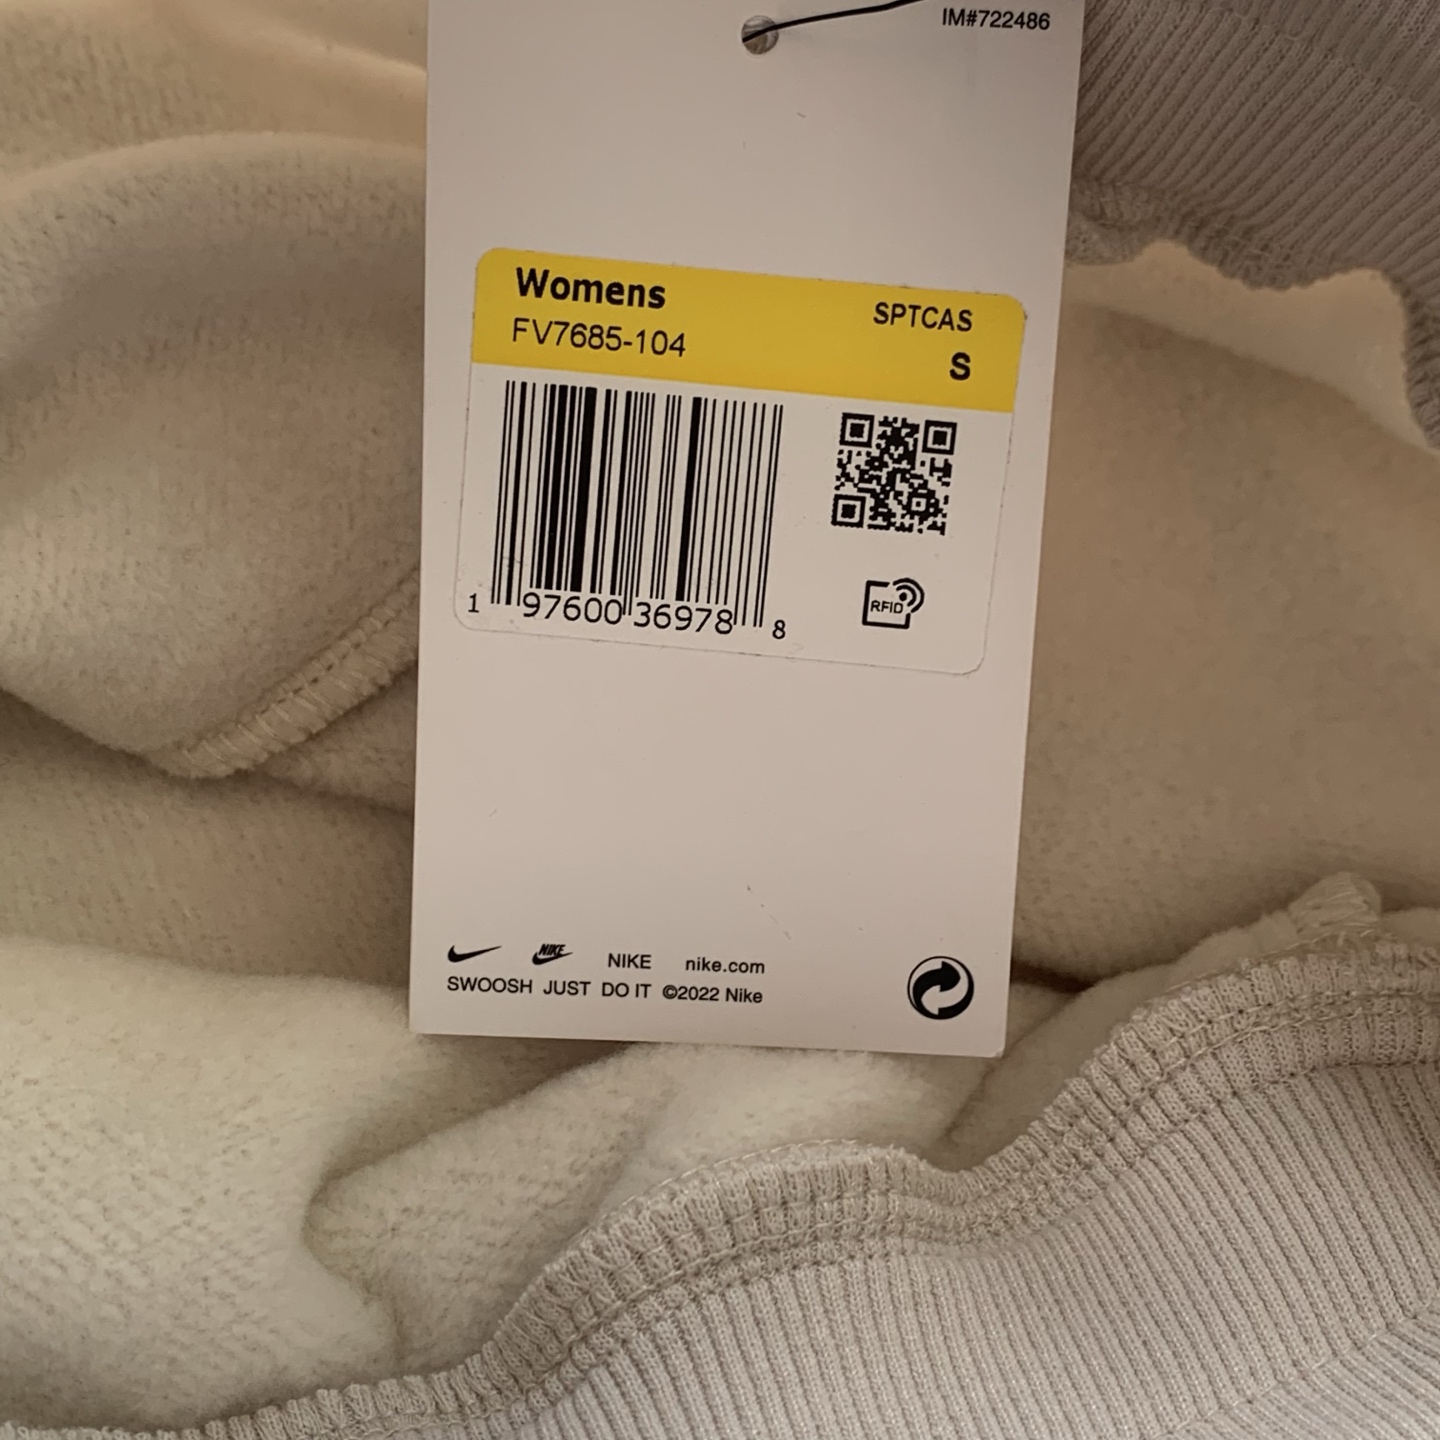 IM#722486
Womens
SPTCAS
FV7685-104
S
1 97600 36978 8
RFID
NIKE NIKE nike.com
SWOOSH JUST DO IT ©2022 Nike